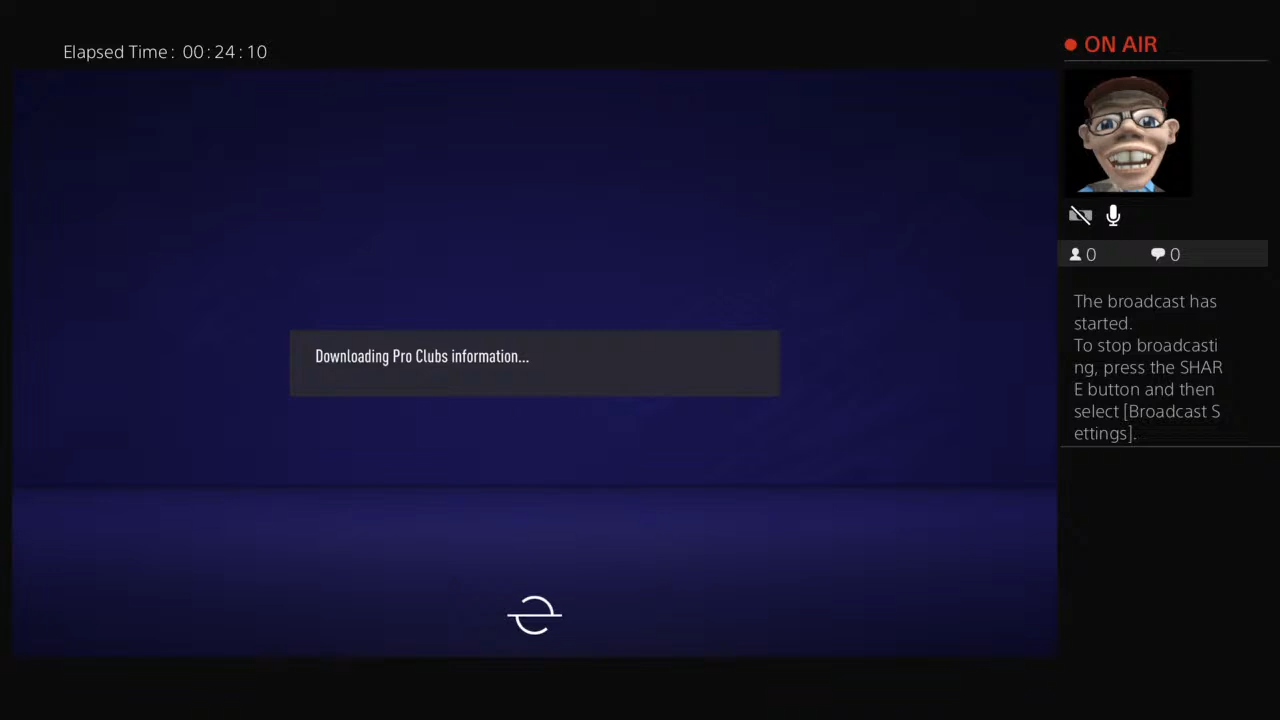 Elapsed Time: 00:24:10
ON AIR
0 0
Downloading Pro Clubs information...
The broadcast has
started.
To stop broadcasti
ng, press the SHAR
E button and then
select [Broadcast S
ettings].